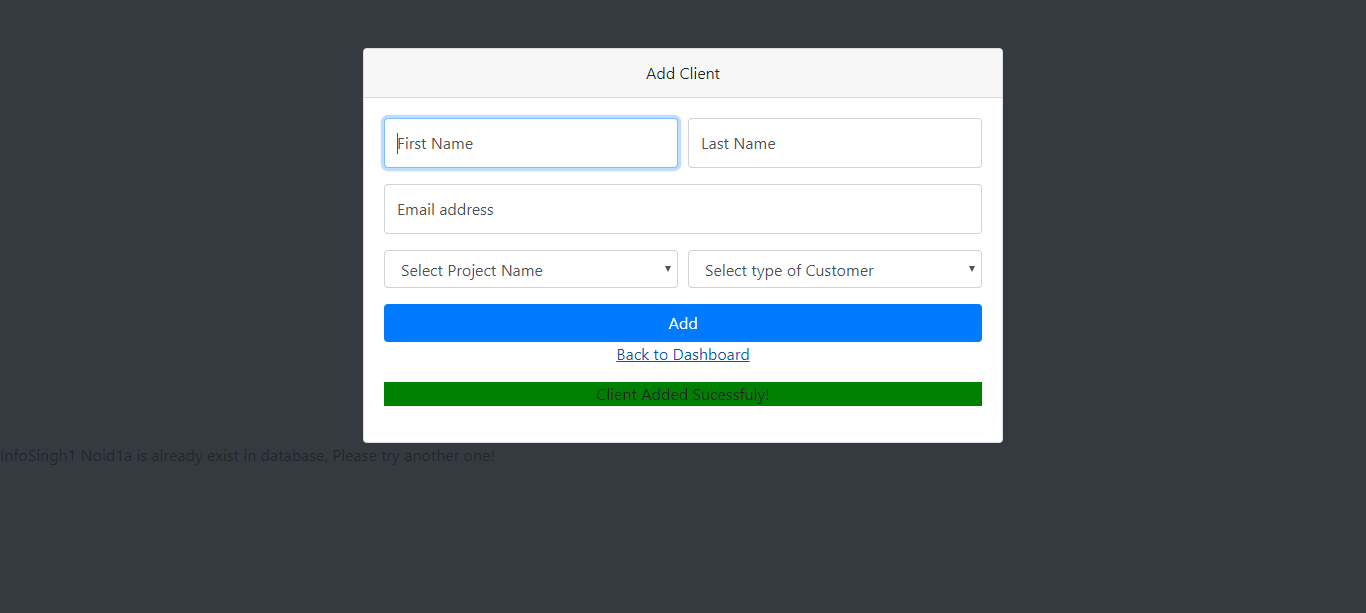 Add Client
First Name
Last Name
Email address
Select Project Name
Select type of Customer
Add
Back to Dashboard
Client Added Sucessfuly!
InfoSingh1 Noid1a is already exist in database, Please try another one!